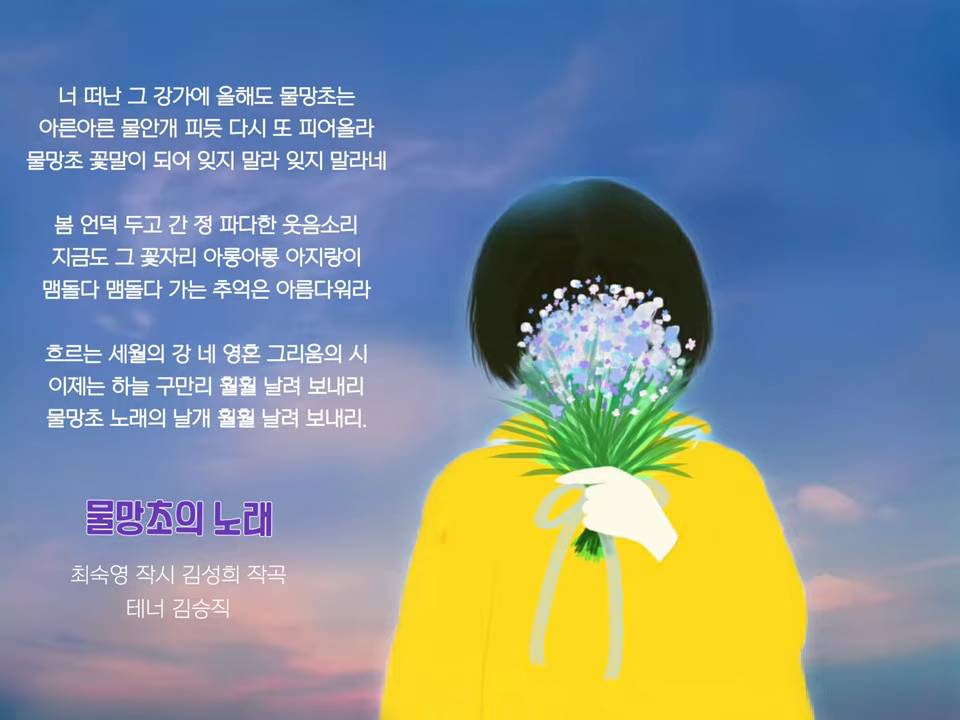 너 떠난 그 강가에 올해도 물망초는
아른아른 물안개 피듯 다시 또 피어올라
물망초 꽃말이 되어 잊지 말라 잊지 말라네
봄 언덕 두고 간 정 파다한 웃음소리
지금도 그 꽃자리 아롱아롱 아지랑이
맴돌다 맴돌다 가는 추억은 아름다워라
흐르는 세월의 강 네 영혼 그리움의 시
이제는 하늘 구만리 훨훨 날려 보내리
물망초 노래의 날개 훨훨 날려 보내리.
물망초의 노래
최숙영 작시 김성희 작곡
테너 김승직